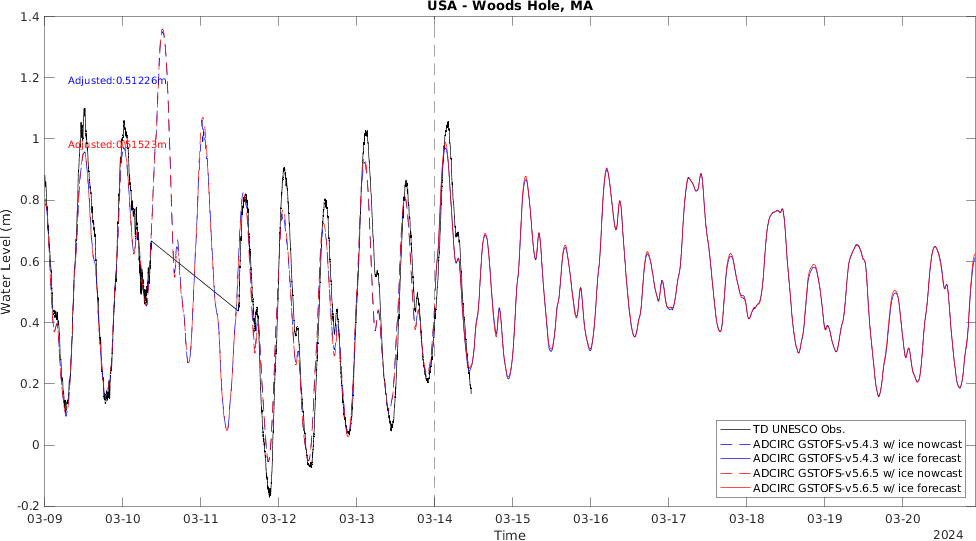 USA - Woods Hole, MA
Water Level (m)
1.4
1.2
1
0.8
0.6
0.4
0.2
0
-0.2
Adjusted:0.51226m
Adjusted:0.51523m
TD UNESCO Obs.
ADCIRC GSTOFS-v5.4.3 w/ ice nowcast
ADCIRC GSTOFS-v5.4.3 w/ ice forecast
ADCIRC GSTOFS-v5.6.5 w/ ice nowcast
ADCIRC GSTOFS-v5.6.5 w/ ice forecast
03-09 03-10 03-11 03-12 03-13 03-14 03-15 03-16 03-17 03-18 03-19 03-20
Time
2024